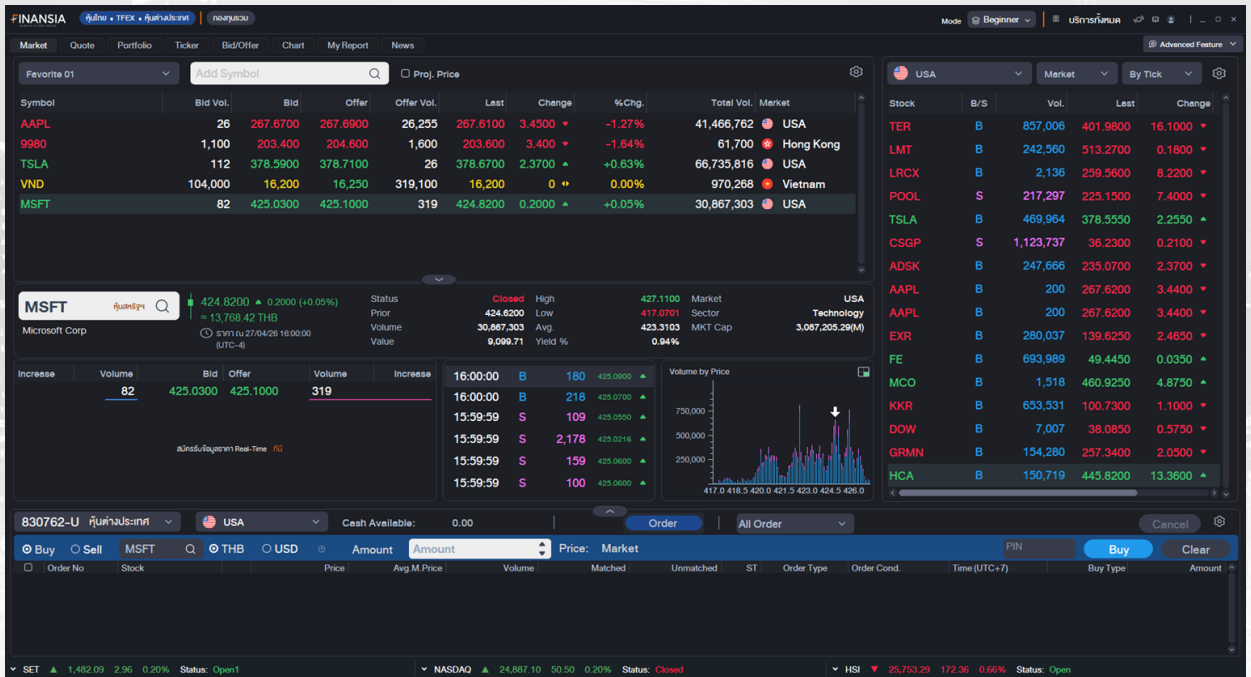 FINANSIA หุ้นไทย • TFEX • หุ้นต่างประเทศ กองทุนรวม Mode Beginner บริการทั้งหมด
Market Quote Portfolio Ticker Bid/Offer Chart My Report News Advanced Feature
Favorite 01 Add Symbol Proj. Price
Symbol Bid Vol. Bid Offer Offer Vol. Last Change %Chg. Total Vol. Market
AAPL 26 267.6700 267.6900 26,255 267.6100 3.4500 -1.27% 41,466,762 USA
9980 1,100 203.400 204.600 1,600 203.600 3.400 -1.64% 61,700 Hong Kong
TSLA 112 378.5900 378.7100 26 378.6700 2.3700 +0.63% 66,735,816 USA
VND 104,000 16,200 16,250 319,100 16,200 0 0.00% 970,268 Vietnam
MSFT 82 425.0300 425.1000 319 424.8200 0.2000 +0.05% 30,867,303 USA
USA Market By Tick
Stock B/S Vol. Last Change
TER B 857,006 401.9800 16.1000
LMT B 242,560 513.2700 0.1800
LRCX B 2,136 259.5600 8.2200
POOL S 217,297 225.1500 7.4000
TSLA B 469,964 378.5550 2.2550
CSGP S 1,123,737 36.2300 0.2100
ADSK B 247,666 235.0700 2.3700
AAPL B 200 267.6200 3.4400
AAPL B 200 267.6200 3.4400
EXR B 280,037 139.6250 2.4650
FE B 693,989 49.4450 0.0350
MCO B 1,518 460.9250 4.8750
KKR B 653,531 100.7300 1.1000
DOW B 7,007 38.0850 0.5750
GRMN B 154,280 257.3400 2.0500
HCA B 150,719 445.8200 13.3600
MSFT หุ้นสหรัฐฯ
Microsoft Corp
424.8200 0.2000 (+0.05%)
≈ 13,768.42 THB
ราคา ณ 27/04/26 16:00:00
(UTC-4)
Status Closed High 427.1100 Market USA
Prior 424.6200 Low 417.0701 Sector Technology
Volume 30,867,303 Avg. 423.3103 MKT Cap 3,087,205.29(M)
Value 9,099.71 Yield % 0.94%
Increase Volume Bid Offer Volume Increase
82 425.0300 425.1000 319
สมัครรับข้อมูลราคา Real-Time ที่นี่
16:00:00 B 180 425.0900
16:00:00 B 218 425.0700
15:59:59 S 109 425.0550
15:59:59 S 2,178 425.0216
15:59:59 S 159 425.0600
15:59:59 S 100 425.0600
Volume by Price
750,000
500,000
250,000
417.0 418.5 420.0 421.5 423.0 424.5 426.0
830762-U หุ้นต่างประเทศ USA Cash Available: 0.00 Order All Order Cancel
Buy Sell MSFT THB USD Amount Amount Price: Market PIN Buy Clear
Order No Stock Price Avg.M.Price Volume Matched Unmatched ST Order Type Order Cond. Time (UTC+7) Buy Type Amount
SET 1,482.09 2.96 0.20% Status: Open1 NASDAQ 24,887.10 50.50 0.20% Status: Closed HSI 25,753.29 172.36 0.66% Status: Open